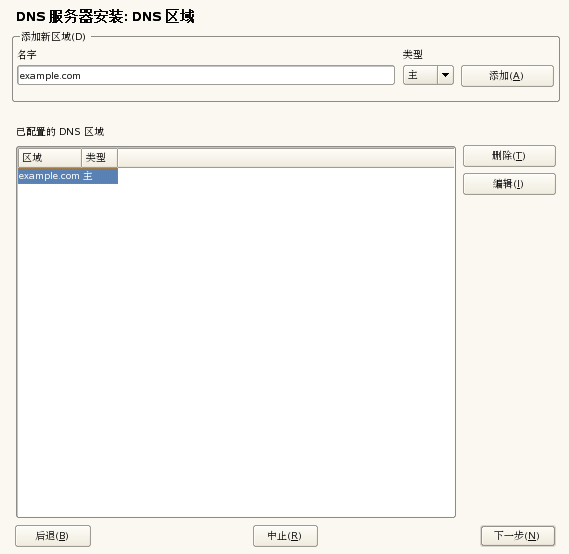 DNS 服务器安装: DNS 区域
添加新区域(D)
名字 类型
example.com 主 添加(A)
已配置的 DNS 区域
区域 类型 删除(T)
example.com 主
编辑(I)
后退(B) 中止(R) 下一步(N)